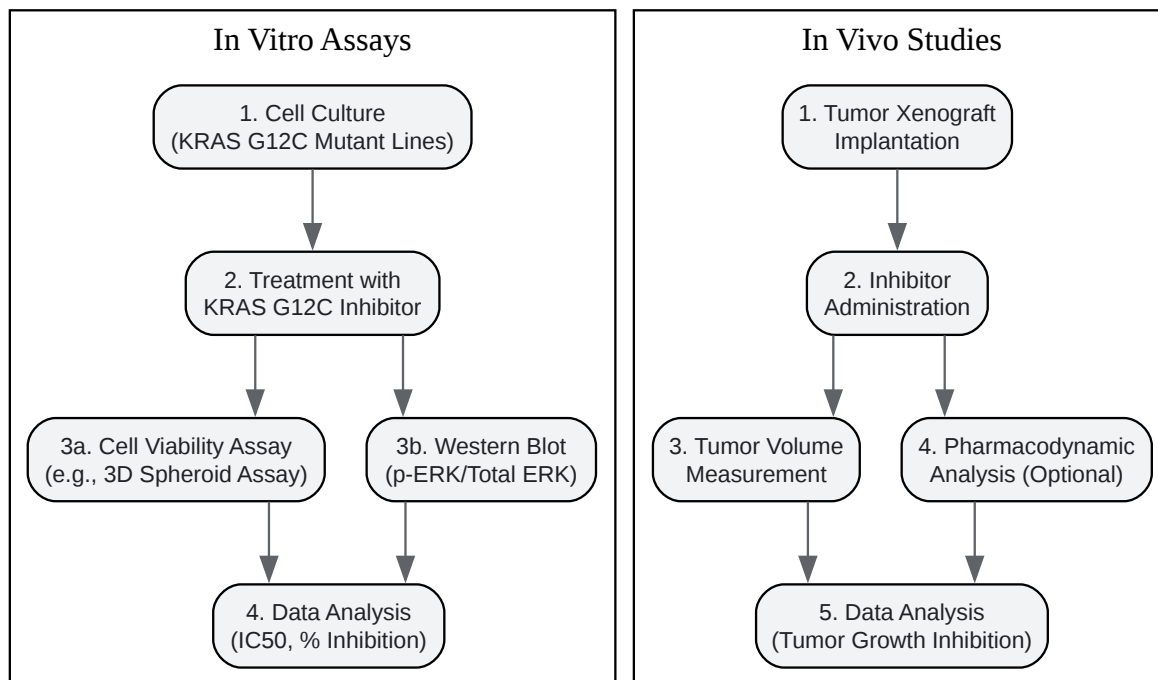 In Vitro Assays
1. Cell Culture
(KRAS G12C Mutant Lines)
2. Treatment with
KRAS G12C Inhibitor
3a. Cell Viability Assay
(e.g., 3D Spheroid Assay)
3b. Western Blot
(p-ERK/Total ERK)
4. Data Analysis
(IC50, % Inhibition)
In Vivo Studies
1. Tumor Xenograft
Implantation
2. Inhibitor
Administration
3. Tumor Volume
Measurement
4. Pharmacodynamic
Analysis (Optional)
5. Data Analysis
(Tumor Growth Inhibition)